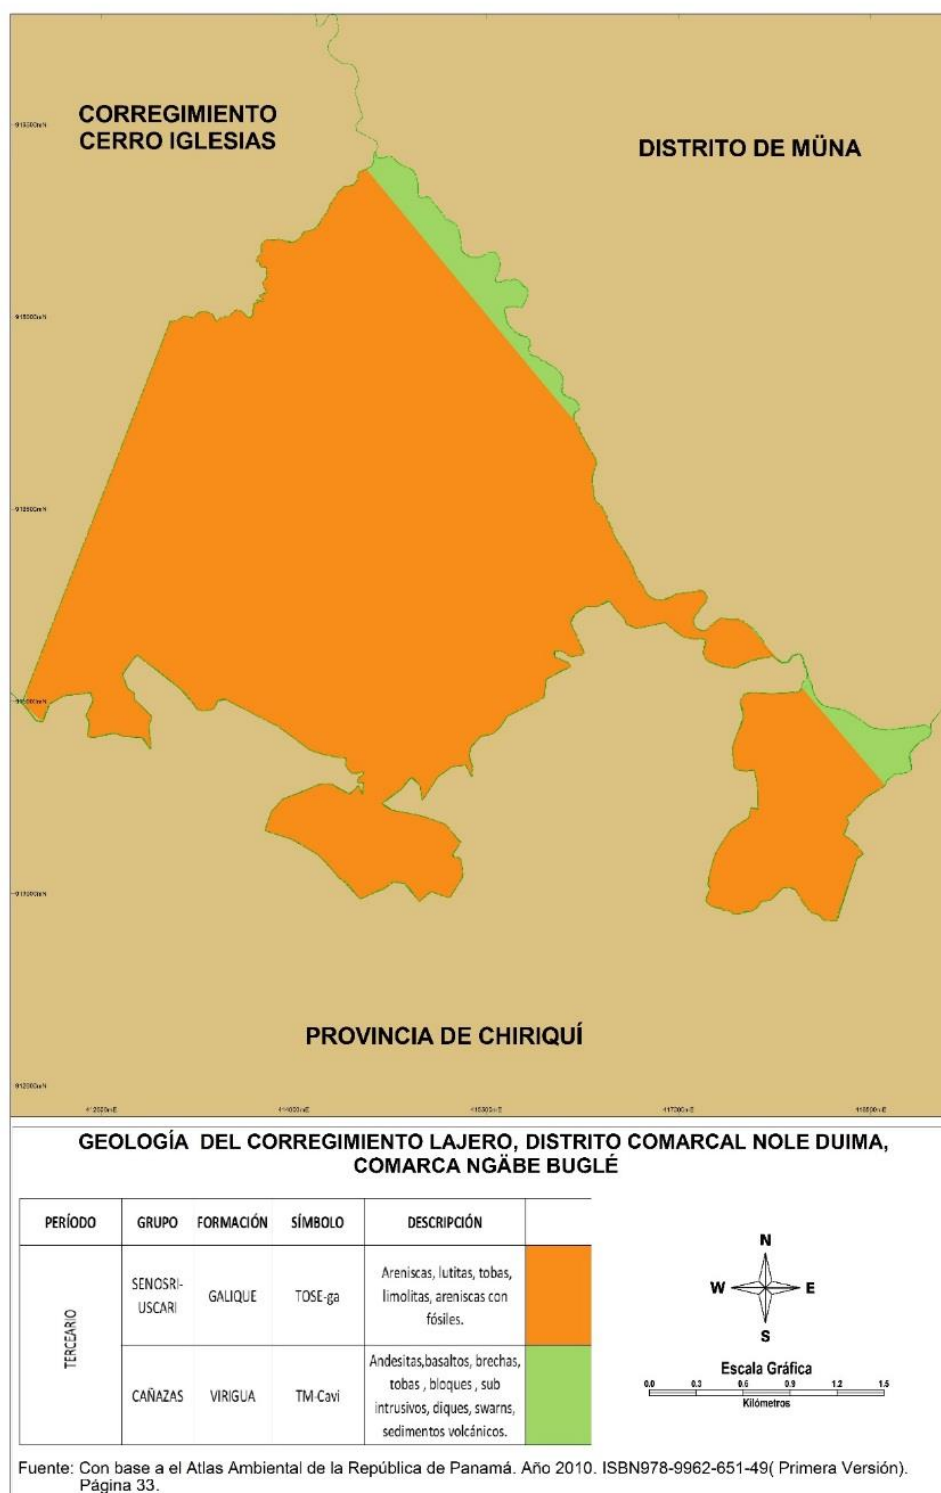 CORREGIMIENTO
CERRO IGLESIAS
DISTRITO DE MÜNA
PROVINCIA DE CHIRIQUÍ
GEOLOGÍA DEL CORREGIMIENTO LAJERO, DISTRITO COMARCAL NOLE DUIMA,
COMARCA NGÄBE BUGLÉ
PERÍODO GRUPO FORMACIÓN SÍMBOLO DESCRIPCIÓN
TERCEARIO
SENOSRI-
USCARI
GALIQUE
TOSE-ga
Areniscas, lutitas, tobas,
limolitas, areniscas con
fósiles.
CAÑAZAS
VIRIGUA
TM-Cavi
Andesitas,basaltos, brechas,
tobas , bloques , sub
intrusivos, diques, swarns,
sedimentos volcánicos.
N
W E
S
Escala Gráfica
0.0 0.3 0.6 0.9 1.2 1.5
Kilómetros
Fuente: Con base a el Atlas Ambiental de la República de Panamá. Año 2010. ISBN978-9962-651-49( Primera Versión).
Página 33.